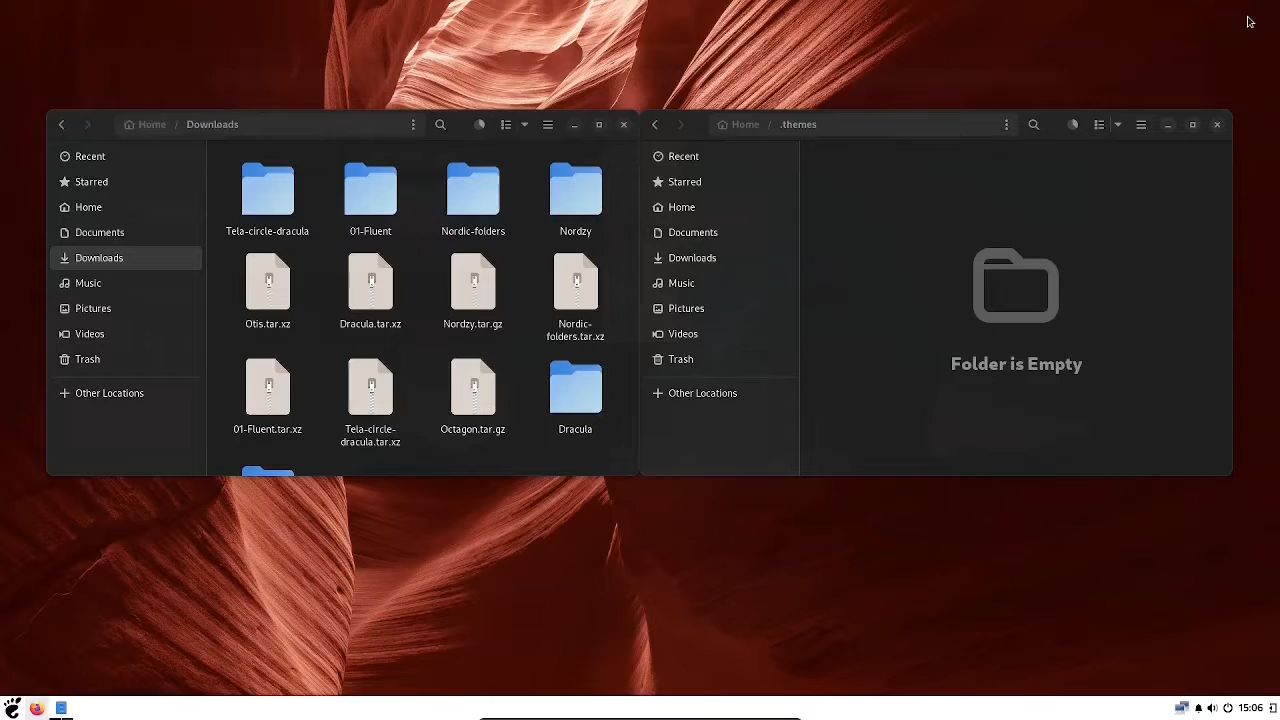 Home / Downloads
Recent
Starred
Home
Documents
Downloads
Music
Pictures
Videos
Trash
Other Locations
Tela-circle-dracula
01-Fluent
Nordic-folders
Nordzy
Otis.tar.xz
Dracula.tar.xz
Nordzy.tar.gz
Nordic-
folders.tar.xz
01-Fluent.tar.xz
Tela-circle-
dracula.tar.xz
Octagon.tar.gz
Dracula
Home / .themes
Recent
Starred
Home
Documents
Downloads
Music
Pictures
Videos
Trash
Other Locations
Folder is Empty
15:06